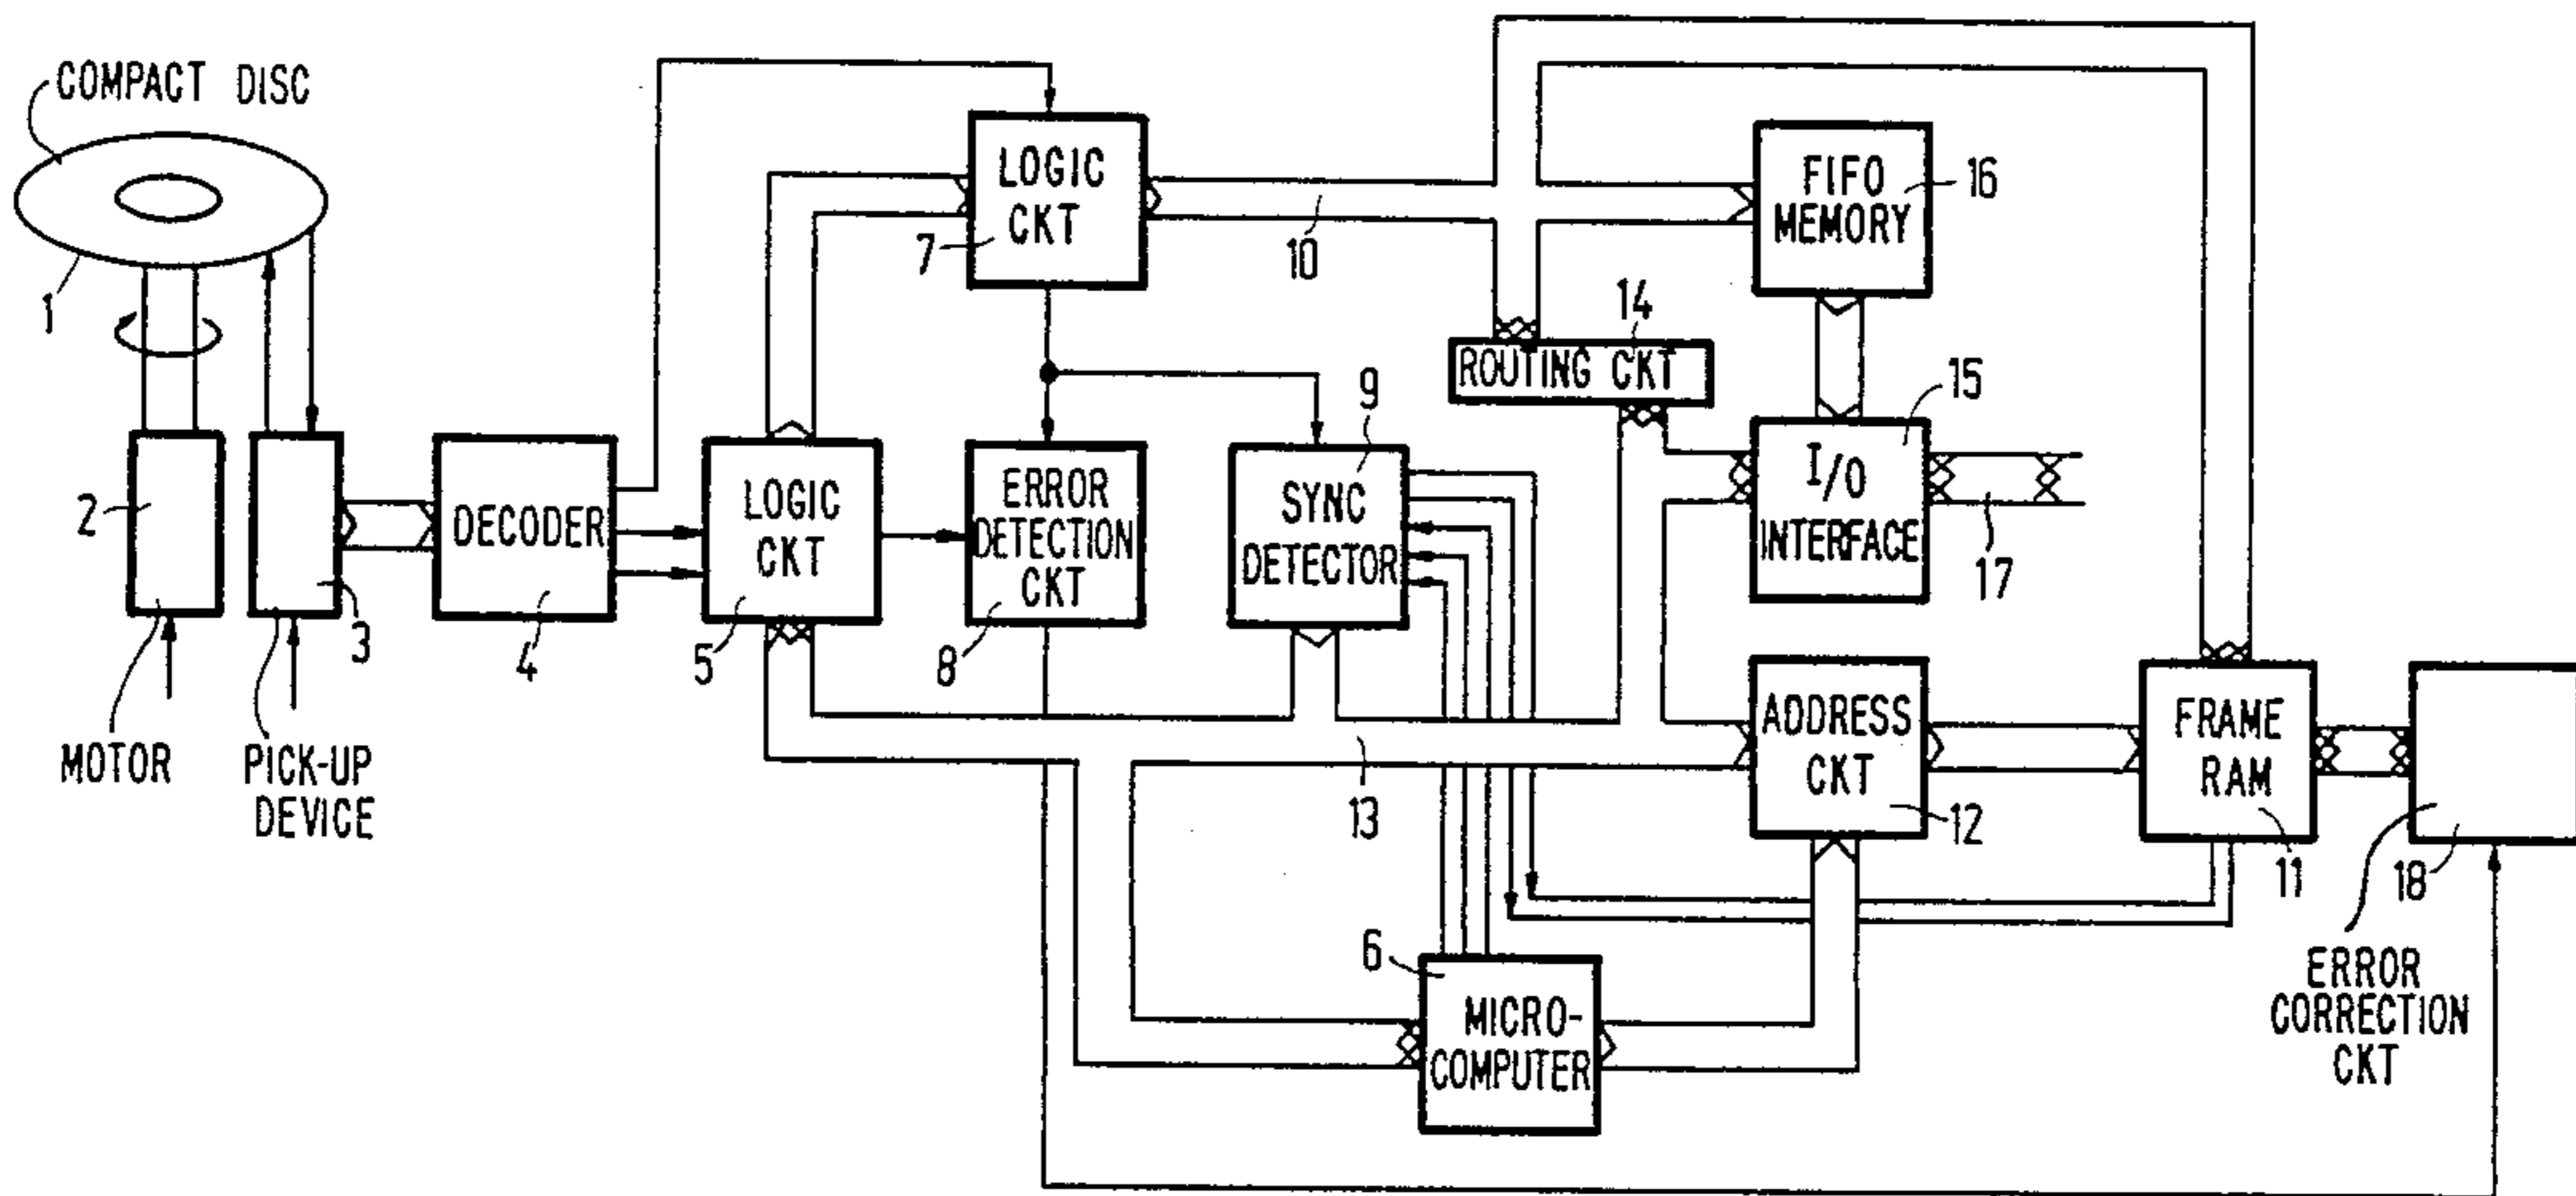 COMPACT DISC
1
2
MOTOR
3
PICK-UP
DEVICE
DECODER
4
LOGIC
CKT
5
LOGIC
CKT
7
10
ERROR
DETECTION
CKT
8
SYNC
DETECTOR
9
13
14
ROUTING CKT
FIFO
MEMORY
16
I/O
INTERFACE
15
17
ADDRESS
CKT
12
6
MICRO-
COMPUTER
FRAME
RAM
11
18
ERROR
CORRECTION
CKT